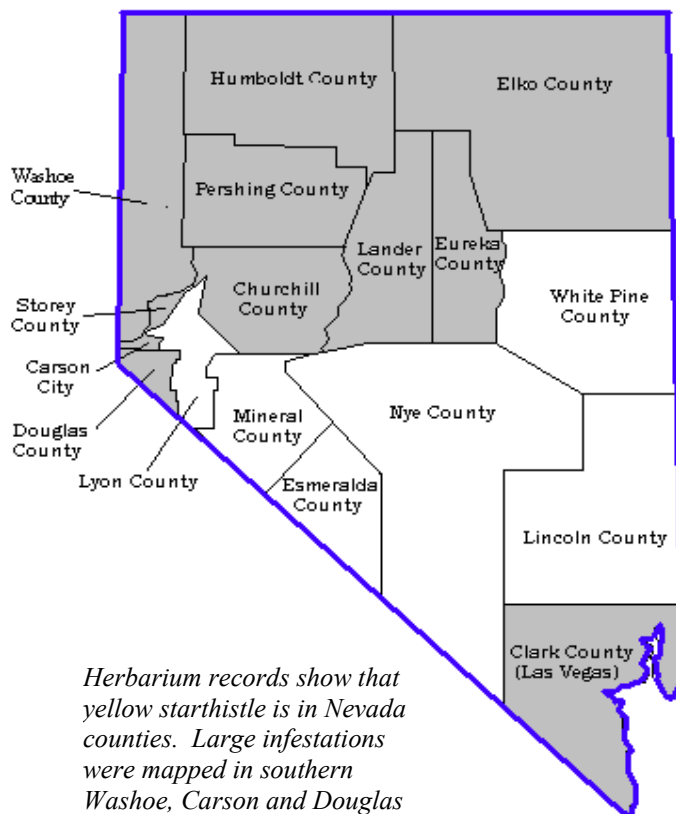 Humboldt County
Elko County
Washoe
County
Pershing County
Lander
County
Eureka
County
Churchill
County
White Pine
County
Storey
County
Carson
City
Mineral
County
Nye County
Douglas
County
Lyon County
Esmeralda
County
Lincoln County
Clark County
(Las Vegas)
Herbarium records show that
yellow starthistle is in Nevada
counties.  Large infestations
were mapped in southern
Washoe, Carson and Douglas